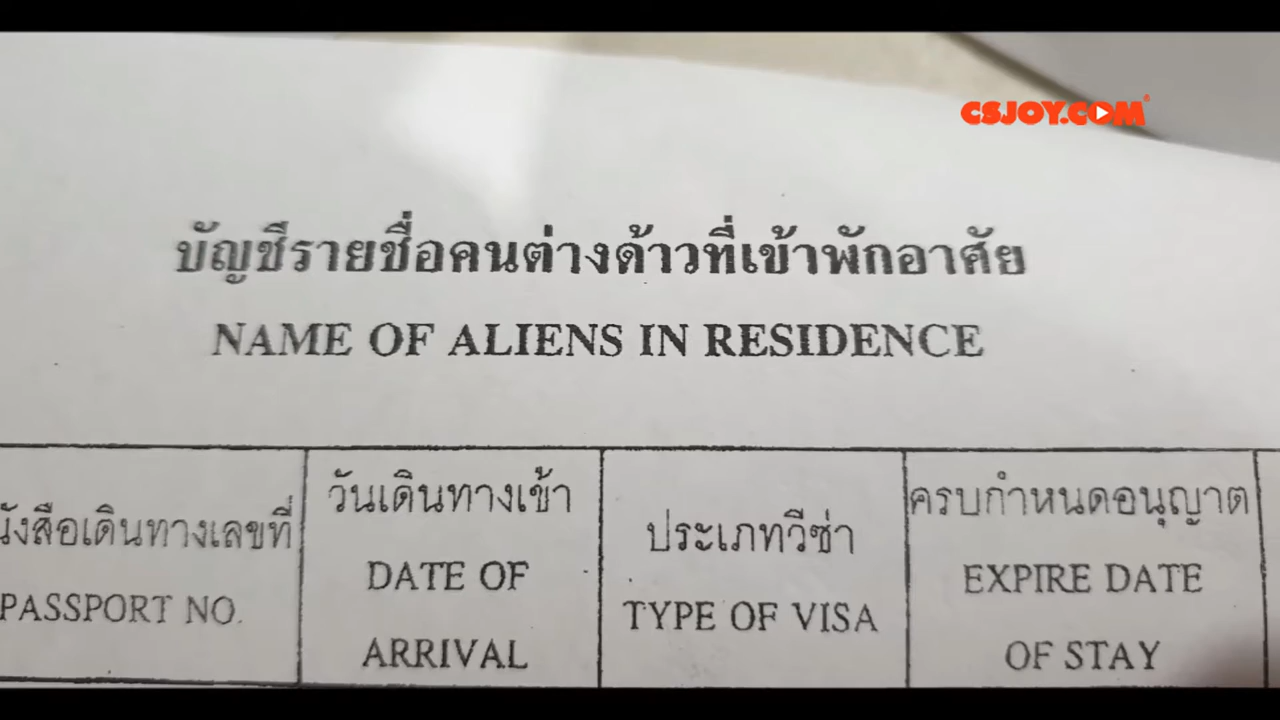 CSJOY.COM
บัญชีรายชื่อคนต่างด้าวที่เข้าพักอาศัย
NAME OF ALIENS IN RESIDENCE
หนังสือเดินทางเลขที่
PASSPORT NO.
วันเดินทางเข้า
DATE OF
ARRIVAL
ประเภทวีซ่า
TYPE OF VISA
ครบกำหนดอนุญาต
EXPIRE DATE
OF STAY